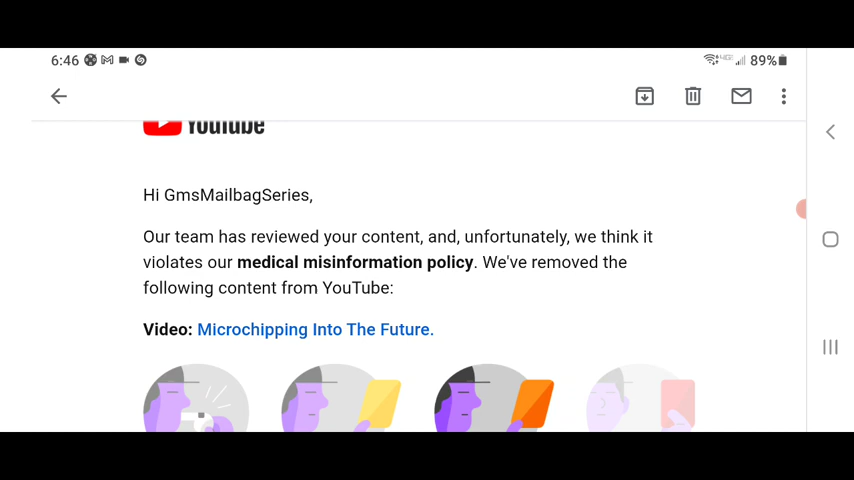 6:46
89%
YouTube
Hi GmsMailbagSeries,
Our team has reviewed your content, and, unfortunately, we think it
violates our medical misinformation policy. We've removed the
following content from YouTube:
Video: Microchipping Into The Future.